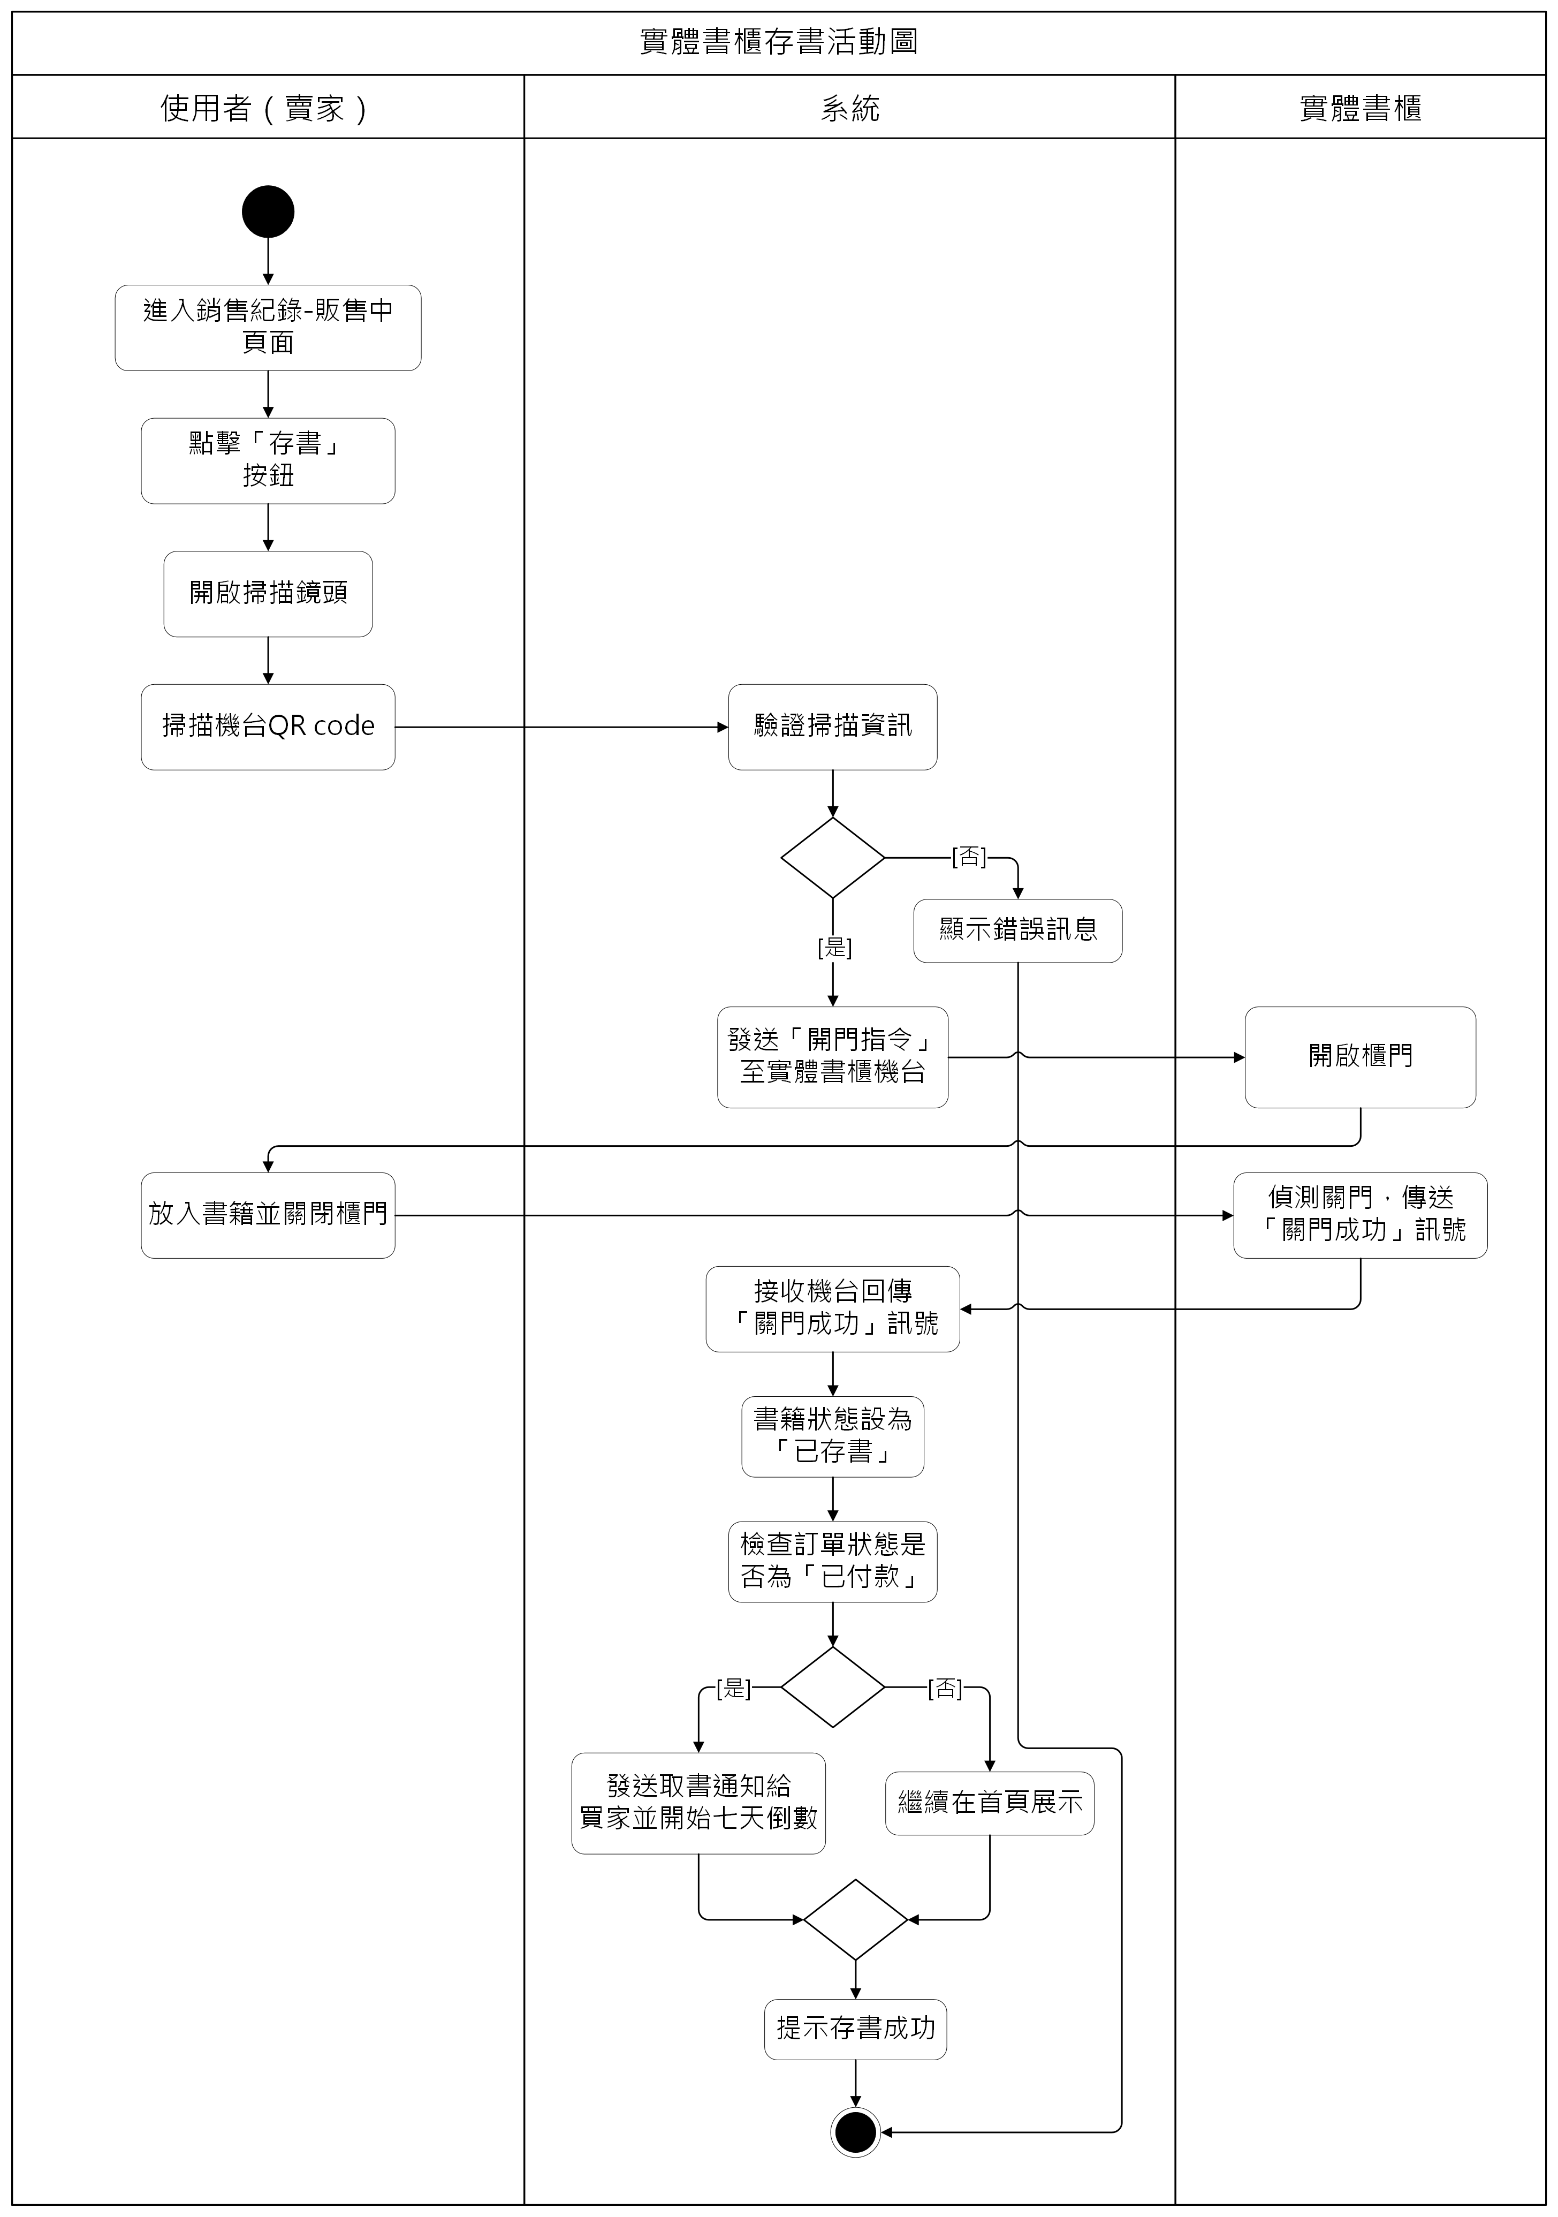 實體書櫃存書活動圖
使用者（賣家）
系統
實體書櫃
進入銷售紀錄-販售中
頁面
點擊「存書」
按鈕
開啟掃描鏡頭
掃描機台QR code
驗證掃描資訊
[否]
顯示錯誤訊息
[是]
發送「開門指令」
至實體書櫃機台
開啟櫃門
放入書籍並關閉櫃門
偵測關門，傳送
「關門成功」訊號
接收機台回傳
「關門成功」訊號
書籍狀態設為
「已存書」
檢查訂單狀態是
否為「已付款」
[是]
[否]
發送取書通知給
買家並開始七天倒數
繼續在首頁展示
提示存書成功